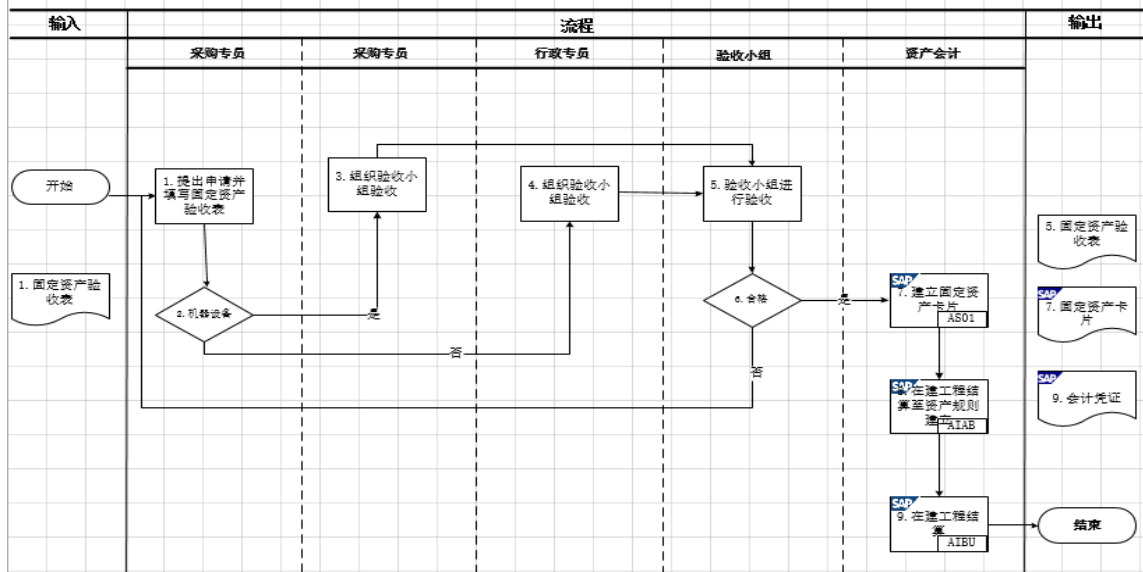 输入
流程
输出
采购专员
采购专员
行政专员
验收小组
资产会计
开始
1.提出申请并
填写固定资产
验收表
3.组织验收小
组验收
4.组织验收小
组验收
5.验收小组进
行验收
5.固定资产验
收表
1.固定资产验
收表
2.机器设备
是
否
6.合格
是
否
SAP
7.建立固定资
产卡片
AS01
SAP
7.固定资产卡
片
SAP
在建工程结
算至资产规则
建立
AIAB
SAP
9.会计凭证
SAP
9.在建工程结
算
AIBU
结束